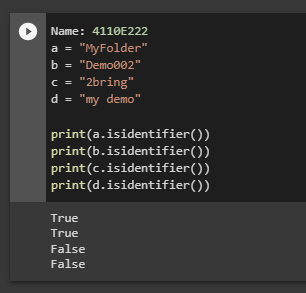 Name: 4110E222
a = "MyFolder"
b = "Demo002"
c = "2bring"
d = "my demo"
print(a.isidentifier())
print(b.isidentifier())
print(c.isidentifier())
print(d.isidentifier())
True
True
False
False